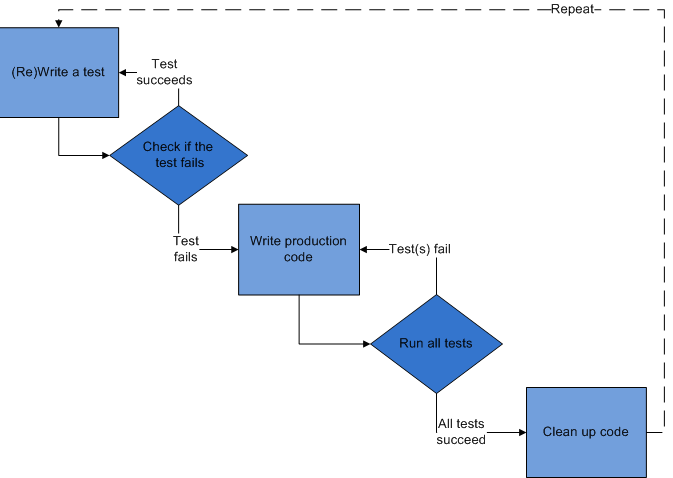 Repeat
(Re)Write a test
Test
succeeds
Check if the
test fails
Test
fails
Write production
code
Test(s) fail
Run all tests
All tests
succeed
Clean up code